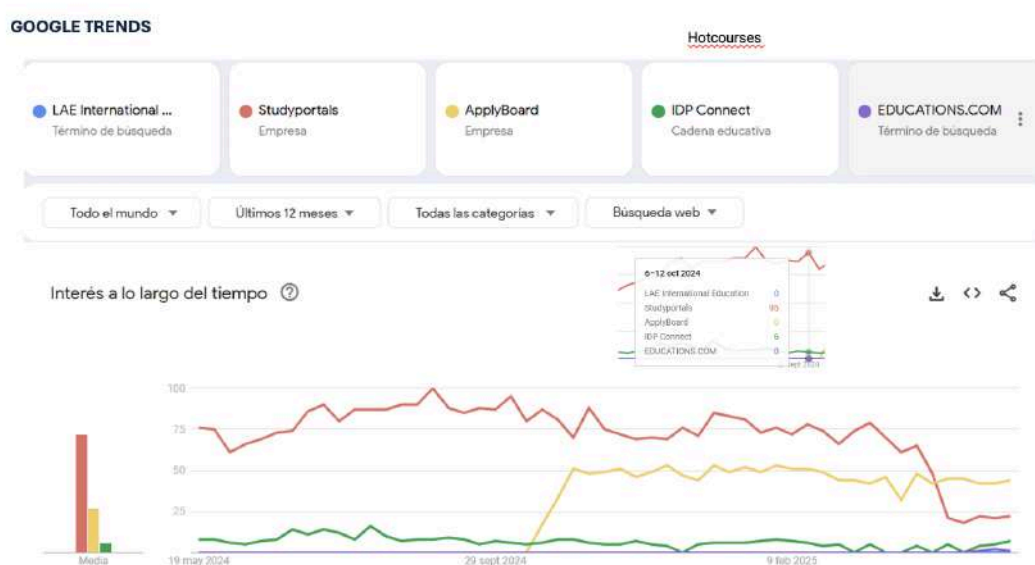 GOOGLE TRENDS
Hotcourses
LAE International ...
Término de búsqueda
Studyportals
Empresa
ApplyBoard
Empresa
IDP Connect
Cadena educativa
EDUCATIONS.COM
Término de búsqueda
Todo el mundo
Últimos 12 meses
Todas las categorías
Búsqueda web
Interés a lo largo del tiempo
6–12 oct 2024
LAE International Education 0
Studyportals 95
ApplyBoard 0
IDP Connect 6
EDUCATIONS.COM 0
sept 2024
100
75
50
25
Media
19 may 2024
29 sept 2024
9 feb 2025